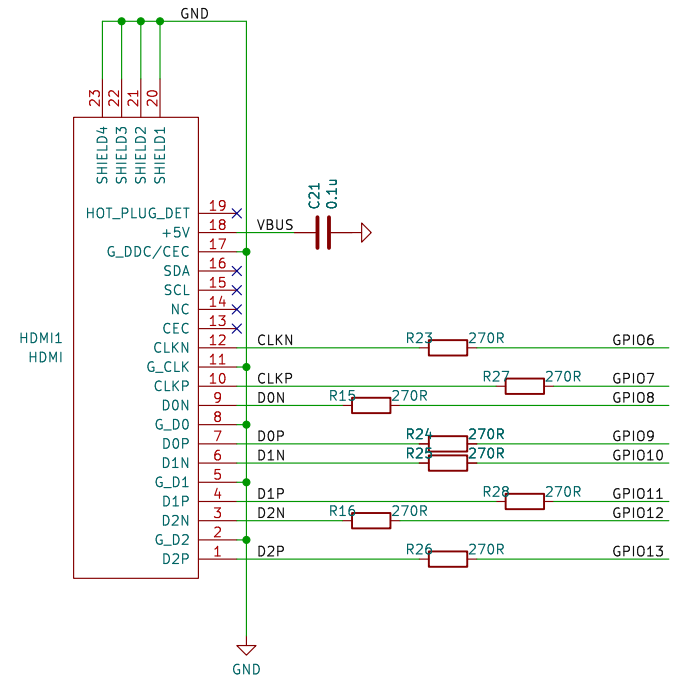 GND
23
22
21
20
SHIELD4
SHIELD3
SHIELD2
SHIELD1
C21
0.1u
HOT_PLUG_DET 19
+5V 18 VBUS
G_DDC/CEC 17
SDA 16
SCL 15
NC 14
CEC 13
HDMI1
HDMI
CLKN 12 CLKN R23 270R GPIO6
G_CLK 11
CLKP 10 CLKP R27 270R GPIO7
D0N 9 D0N R15 270R GPIO8
G_D0 8
D0P 7 D0P R24 270R GPIO9
D1N 6 D1N R25 270R GPIO10
G_D1 5
D1P 4 D1P R28 270R GPIO11
D2N 3 D2N R16 270R GPIO12
G_D2 2
D2P 1 D2P R26 270R GPIO13
GND